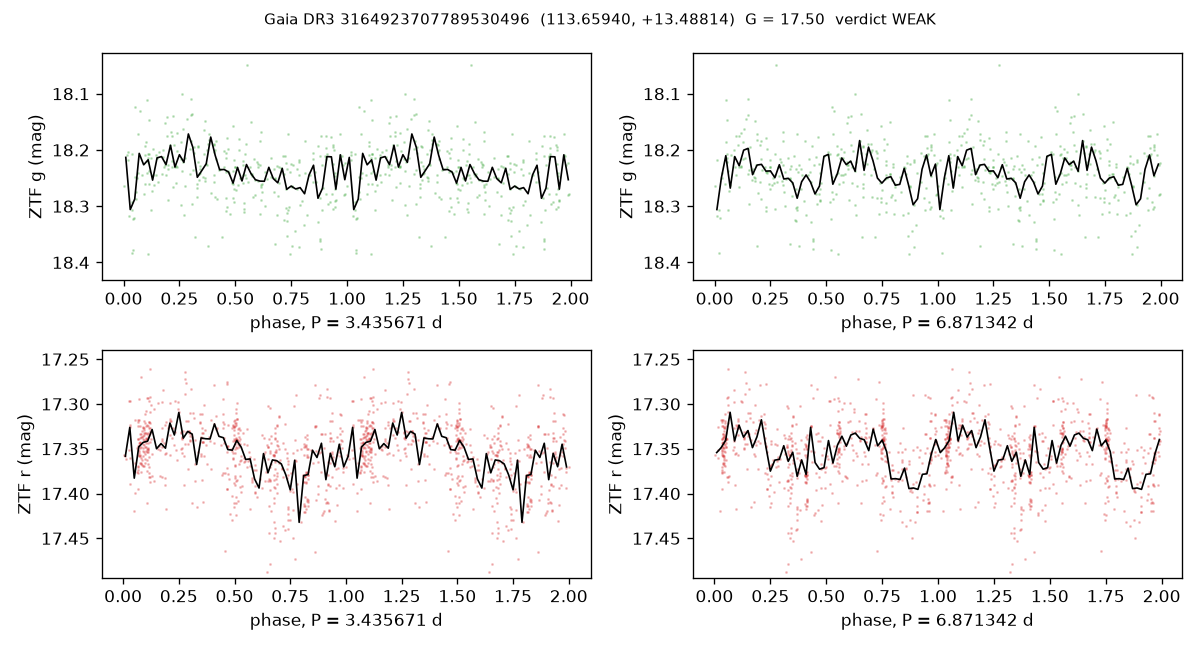 Gaia DR3 3164923707789530496 (113.65940, +13.48814) G = 17.50 verdict WEAK
ZTF g (mag)
18.1
18.2
18.3
18.4
0.00 0.25 0.50 0.75 1.00 1.25 1.50 1.75 2.00
phase, P = 3.435671 d
ZTF g (mag)
18.1
18.2
18.3
18.4
0.00 0.25 0.50 0.75 1.00 1.25 1.50 1.75 2.00
phase, P = 6.871342 d
ZTF r (mag)
17.25
17.30
17.35
17.40
17.45
0.00 0.25 0.50 0.75 1.00 1.25 1.50 1.75 2.00
phase, P = 3.435671 d
ZTF r (mag)
17.25
17.30
17.35
17.40
17.45
0.00 0.25 0.50 0.75 1.00 1.25 1.50 1.75 2.00
phase, P = 6.871342 d